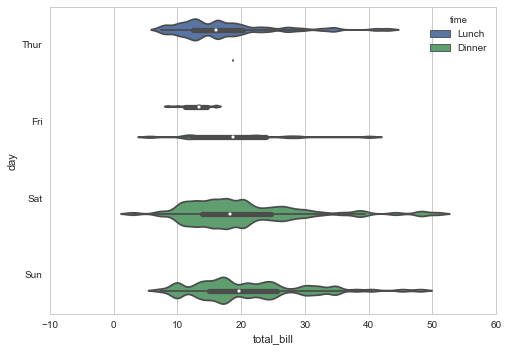 time
Lunch
Dinner
Thur
Fri
Sat
Sun
day
-10 0 10 20 30 40 50 60
total_bill